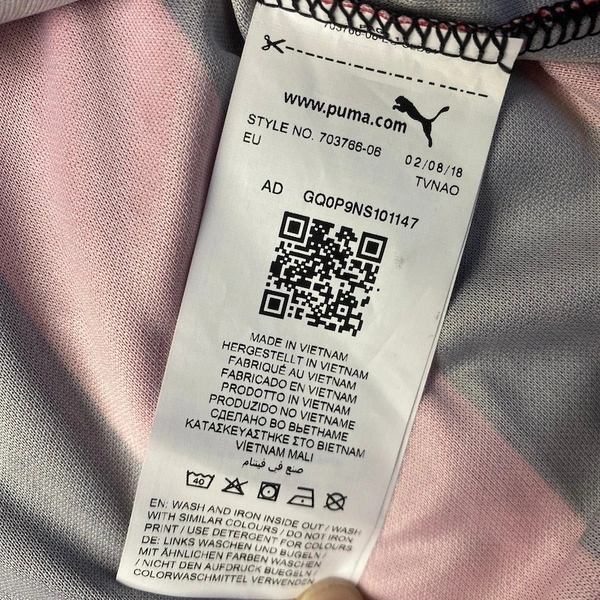 www.puma.com
STYLE NO. 703766-06 02/08/18
EU TVNAO
AD GQ0P9NS101147
MADE IN VIETNAM
HERGESTELLT IN VIETNAM
FABRIQUÉ AU VIETNAM
FABRICADO EN VIETNAM
PRODOTTO IN VIETNAM
PRODUZIDO NO VIETNAME
СДЕЛАНО ВО ВЬЕТНАМЕ
ΚΑΤΑΣΚΕΥΑΣΤΗΚΕ ΣΤΟ ΒΙΕΤΝΑΜ
VIETNAM MALI
صنع في فيتنام
40
EN: WASH AND IRON INSIDE OUT / WASH
WITH SIMILAR COLOURS / DO NOT IRON
PRINT / USE DETERGENT FOR COLOURS
DE: LINKS WASCHEN UND BÜGELN /
MIT ÄHNLICHEN FARBEN WASCHEN
/ NICHT DEN AUFDRUCK BUEGELN /
COLORWASCHMITTEL VERWENDEN